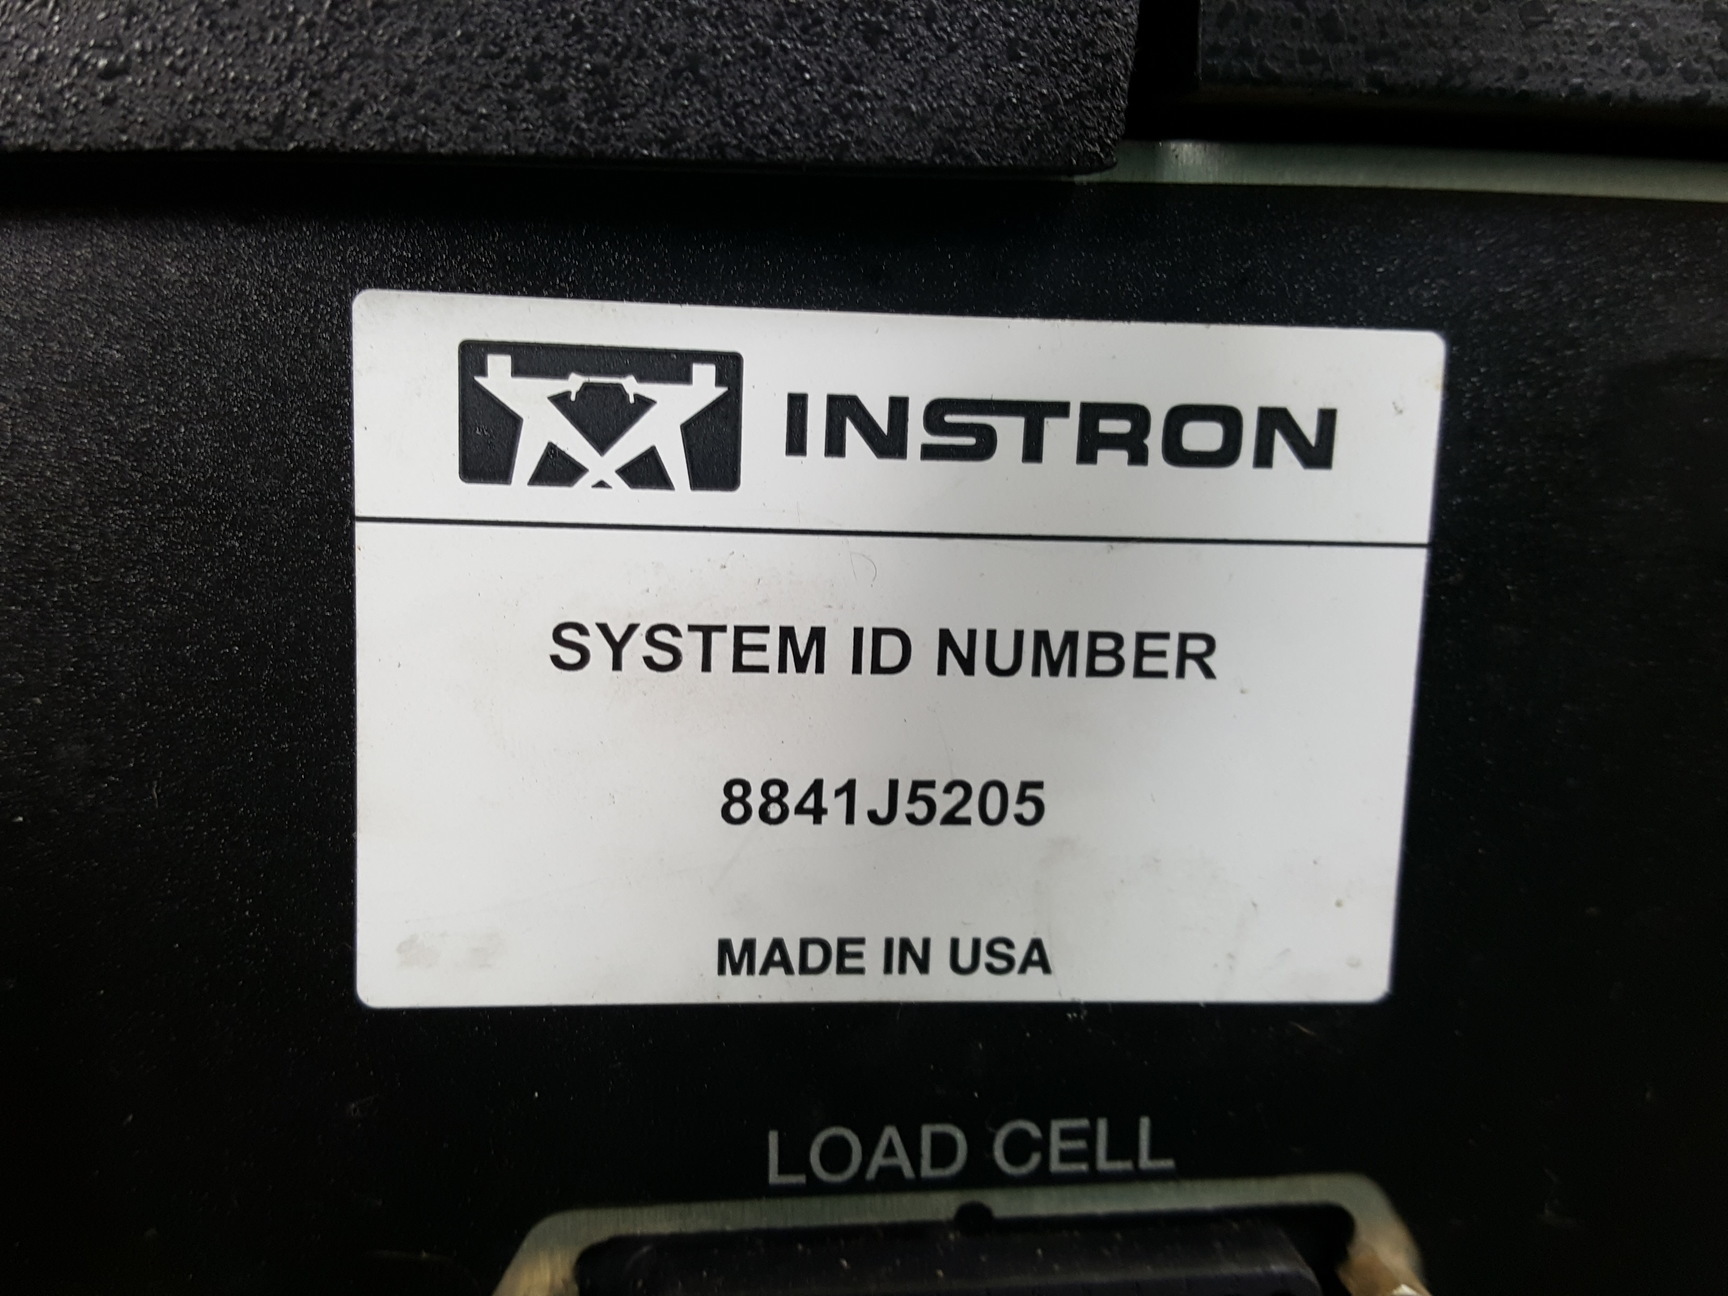 INSTRON
SYSTEM ID NUMBER
8841J5205
MADE IN USA
LOAD CELL